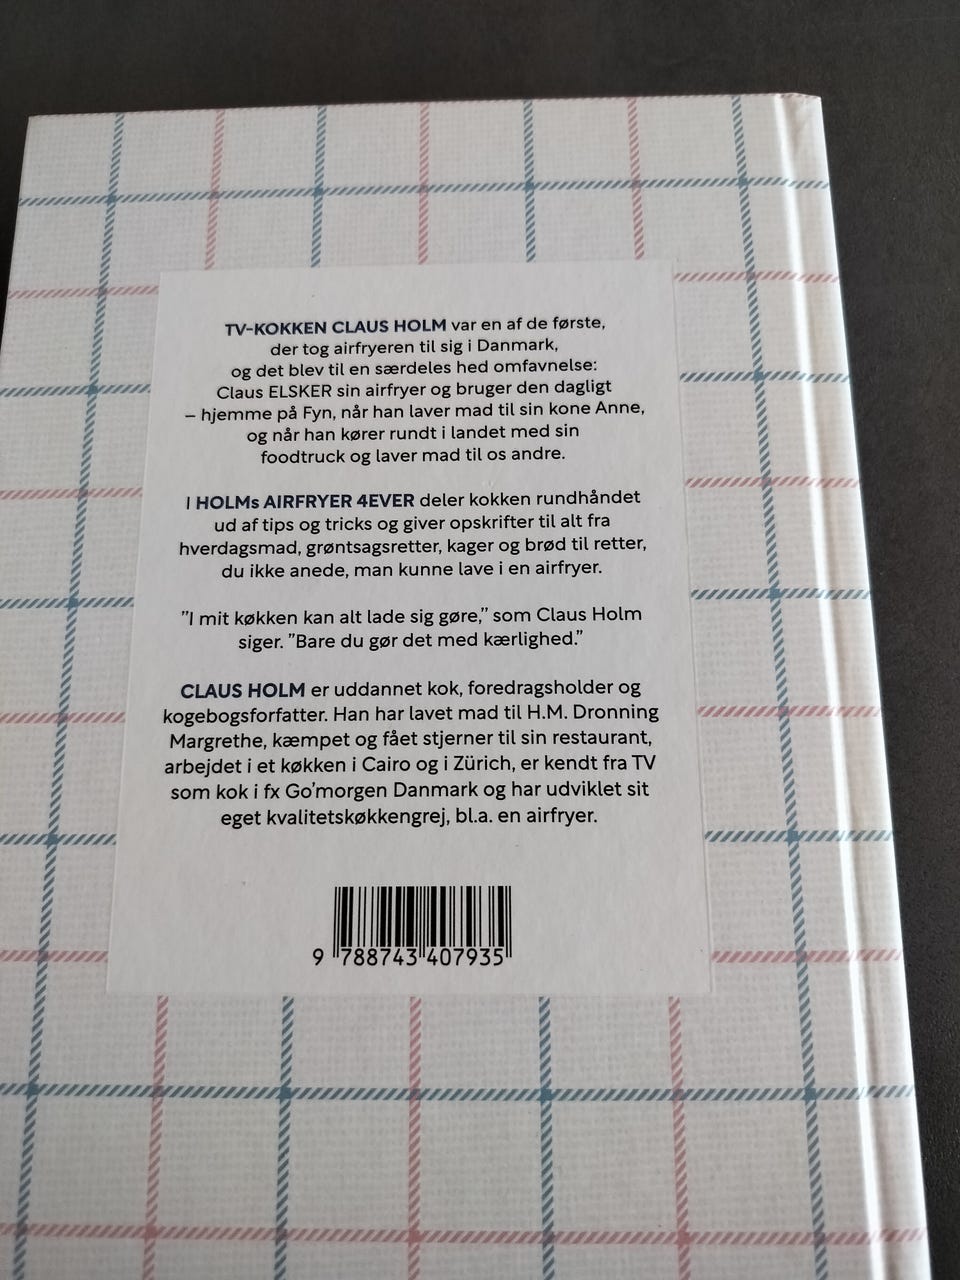 TV-KOKKEN CLAUS HOLM var en af de første,
der tog airfryeren til sig i Danmark,
og det blev til en særdeles hed omfavnelse:
Claus ELSKER sin airfryer og bruger den dagligt
– hjemme på Fyn, når han laver mad til sin kone Anne,
og når han kører rundt i landet med sin
foodtruck og laver mad til os andre.
I HOLMs AIRFRYER 4EVER deler kokken rundhåndet
ud af tips og tricks og giver opskrifter til alt fra
hverdagsmad, grøntsagsretter, kager og brød til retter,
du ikke anede, man kunne lave i en airfryer.
”I mit køkken kan alt lade sig gøre,” som Claus Holm
siger. ”Bare du gør det med kærlighed.”
CLAUS HOLM er uddannet kok, foredragsholder og
kogebogsforfatter. Han har lavet mad til H.M. Dronning
Margrethe, kæmpet og fået stjerner til sin restaurant,
arbejdet i et køkken i Cairo og i Zürich, er kendt fra TV
som kok i fx Go’morgen Danmark og har udviklet sit
eget kvalitetskøkkengrej, bl.a. en airfryer.
9 788743 407935